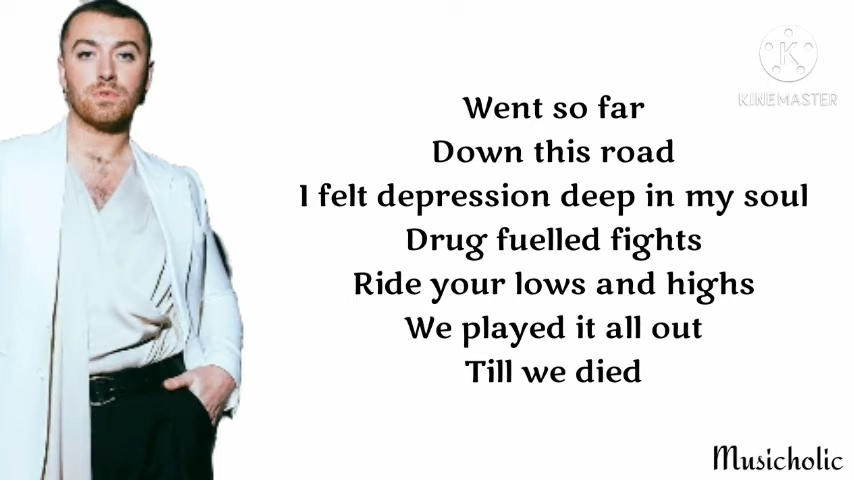 K
KINEMASTER
Went so far
Down this road
I felt depression deep in my soul
Drug fuelled fights
Ride your lows and highs
We played it all out
Till we died
Musicholic